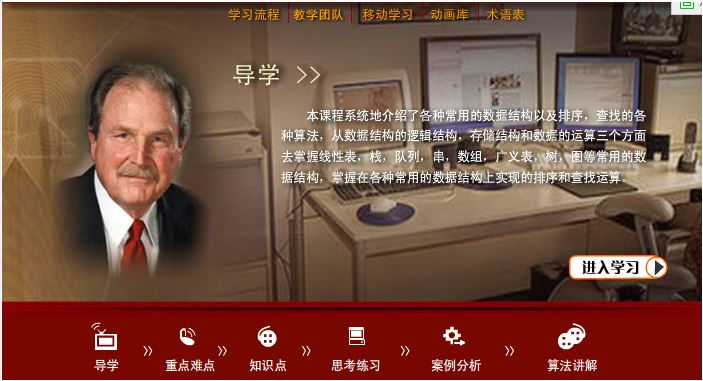 学习流程 教学团队 移动学习 动画库 术语表
导学 >>
本课程系统地介绍了各种常用的数据结构以及排序，查找的各
种算法，从数据结构的逻辑结构，存储结构和数据的运算三个方面
去掌握线性表，栈，队列，串，数组，广义表，树，图等常用的数
据结构，掌握在各种常用的数据结构上实现的排序和查找运算。
进入学习
导学 >> 重点难点 >> 知识点 >> 思考练习 >> 案例分析 >> 算法讲解